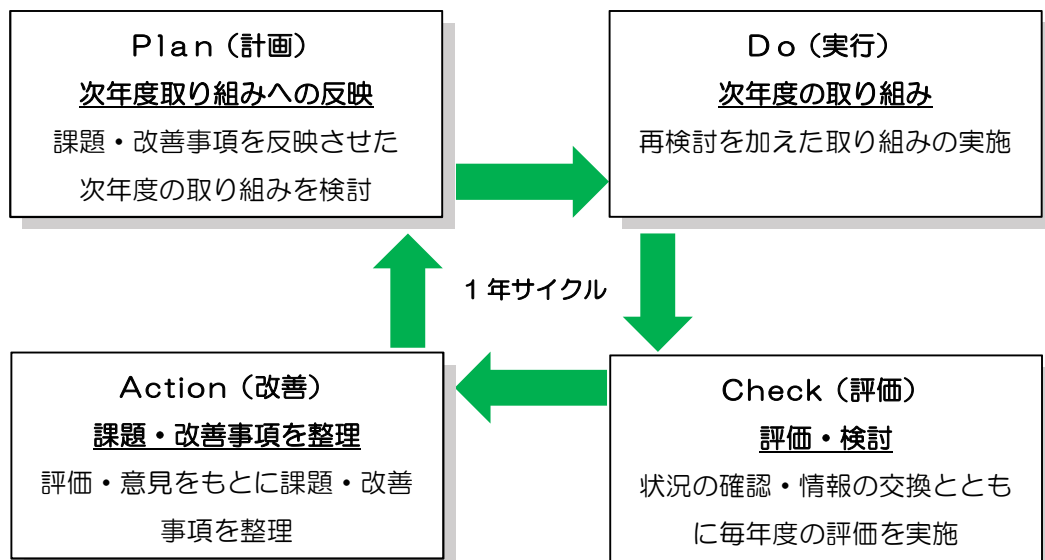 Plan（計画）
次年度取り組みへの反映
課題・改善事項を反映させた
次年度の取り組みを検討
Do（実行）
次年度の取り組み
再検討を加えた取り組みの実施
1年サイクル
Action（改善）
課題・改善事項を整理
評価・意見をもとに課題・改善
事項を整理
Check（評価）
評価・検討
状況の確認・情報の交換ととも
に毎年度の評価を実施